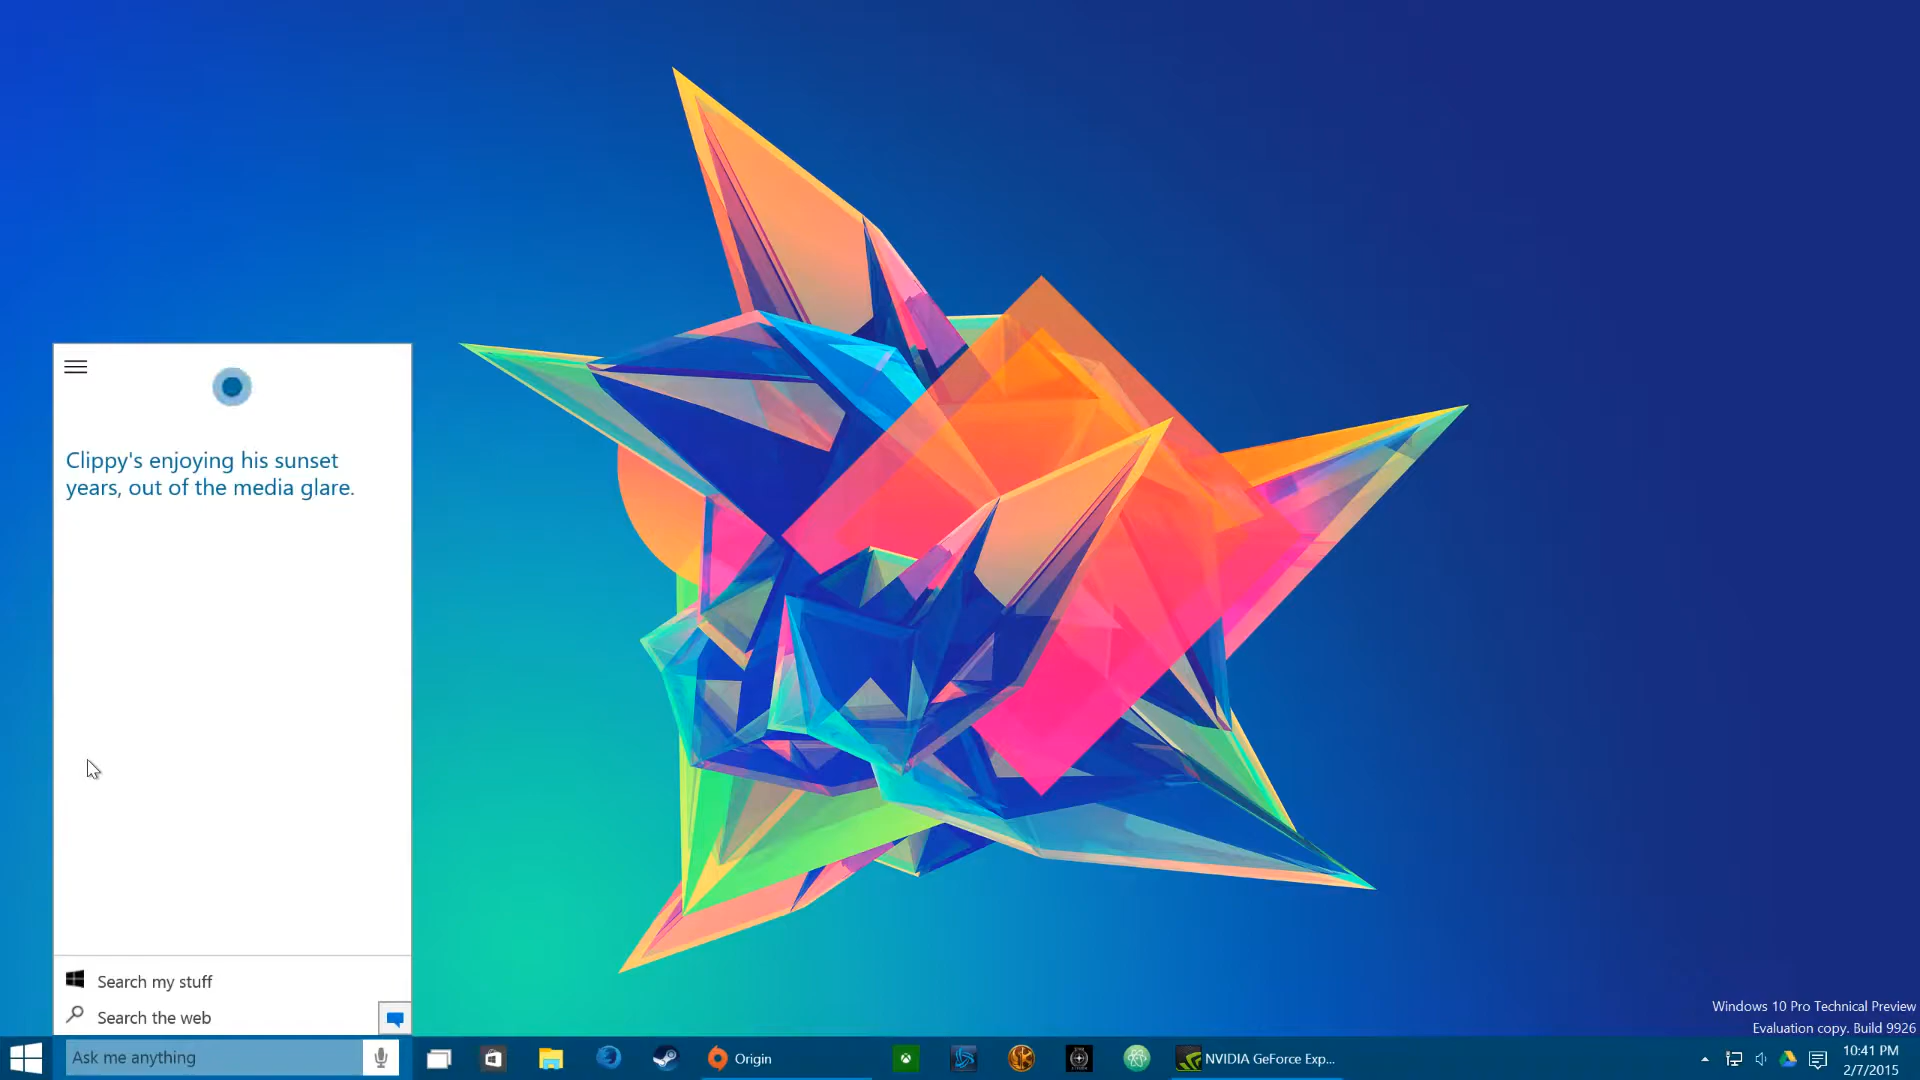 Clippy's enjoying his sunset
years, out of the media glare.
Search my stuff
Search the web
Windows 10 Pro Technical Preview
Evaluation copy. Build 9926
Ask me anything
Origin
NVIDIA GeForce Exp...
10:41 PM
2/7/2015